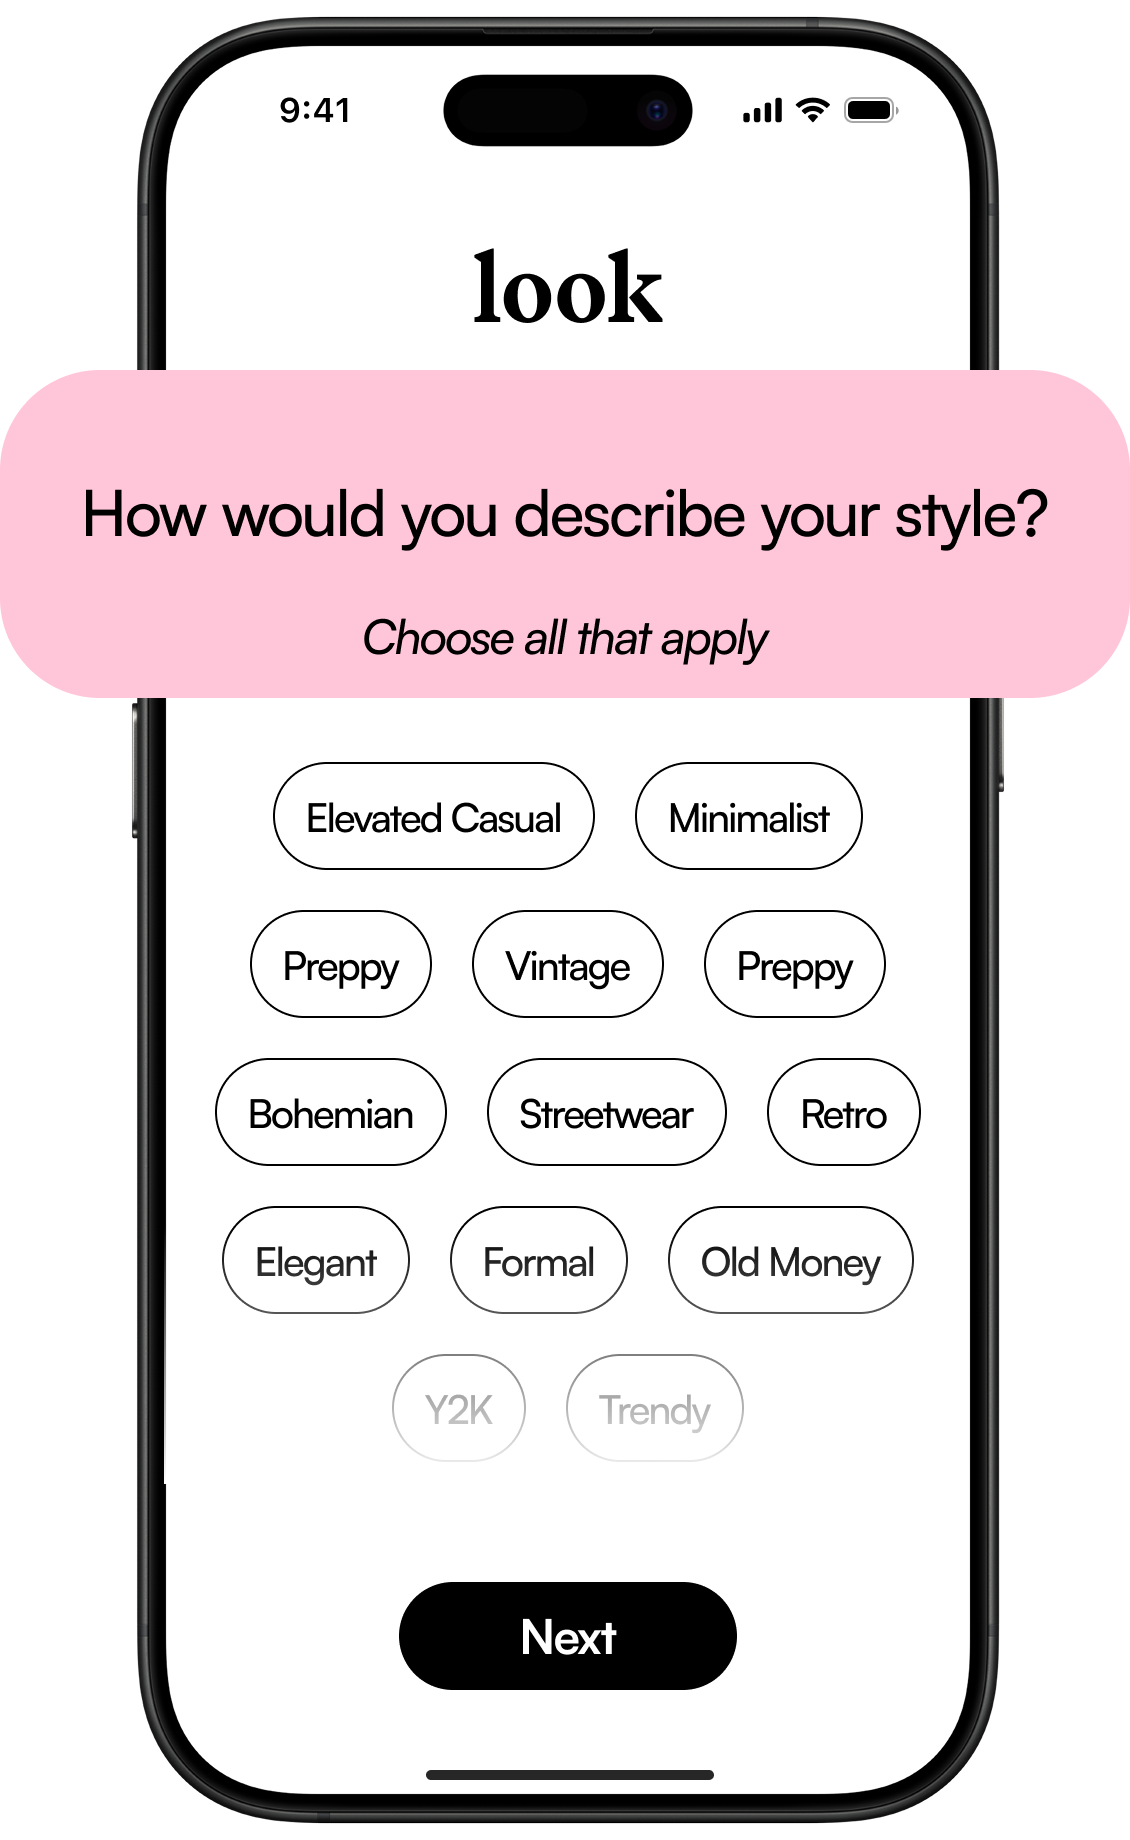 9:41
look
How would you describe your style?
Choose all that apply
Elevated Casual Minimalist
Preppy Vintage Preppy
Bohemian Streetwear Retro
Elegant Formal Old Money
Y2K Trendy
Next